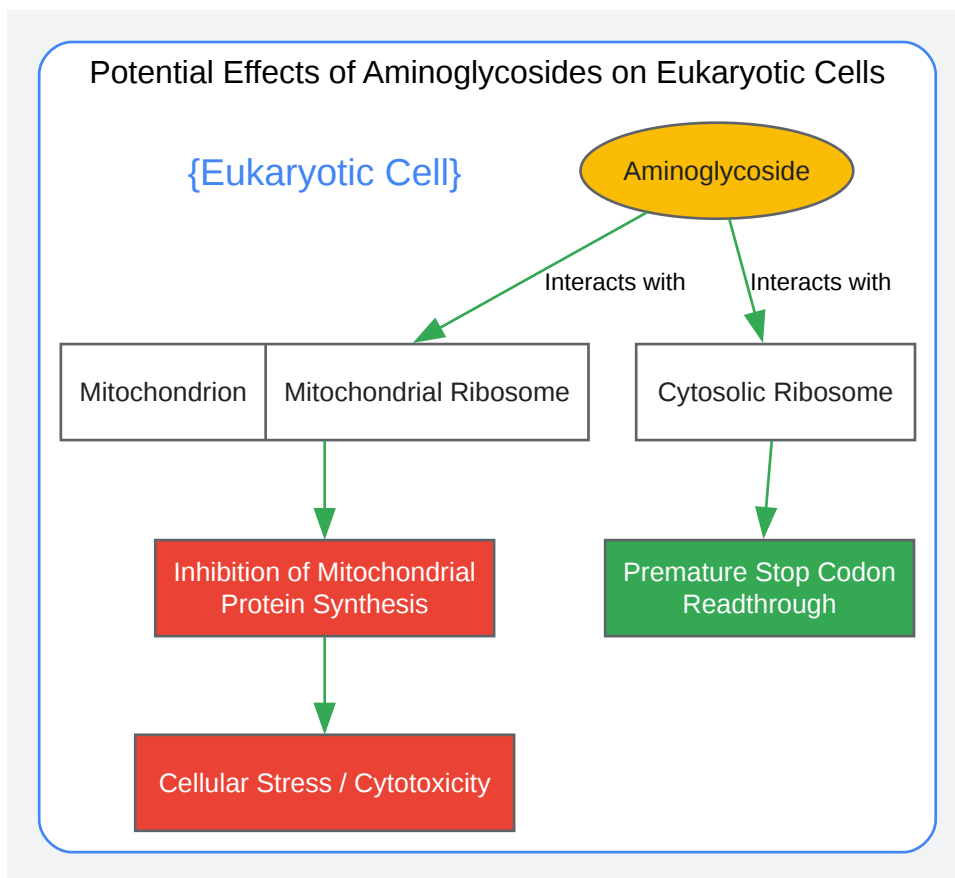 Potential Effects of Aminoglycosides on Eukaryotic Cells
{Eukaryotic Cell}
Aminoglycoside
Interacts with
Interacts with
Mitochondrion
Mitochondrial Ribosome
Cytosolic Ribosome
Inhibition of Mitochondrial
Protein Synthesis
Premature Stop Codon
Readthrough
Cellular Stress / Cytotoxicity